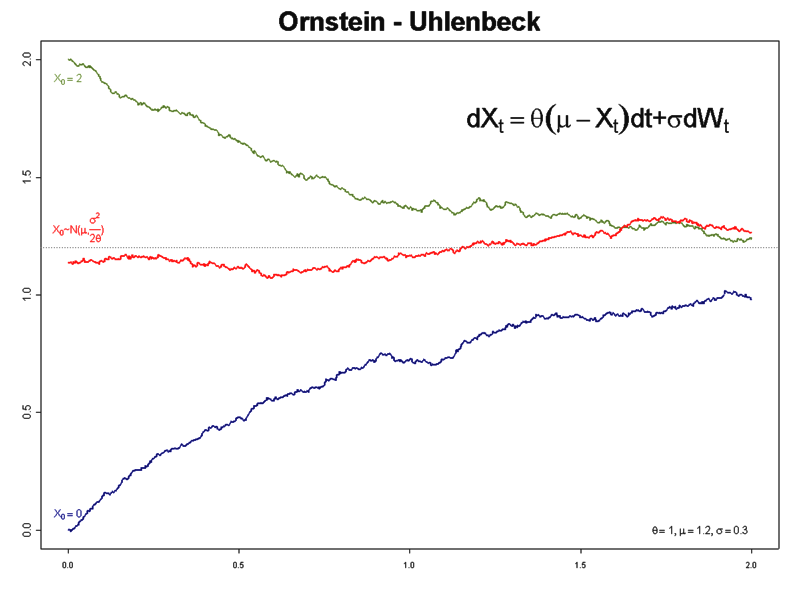 Ornstein - Uhlenbeck
2.0
X₀ = 2
dXₜ = θ(μ − Xₜ)dt+σdWₜ
1.5
X₀~N(μ,σ²/2θ)
1.0
0.5
X₀ = 0
0.0
θ = 1, μ = 1.2, σ = 0.3
0.0 0.5 1.0 1.5 2.0